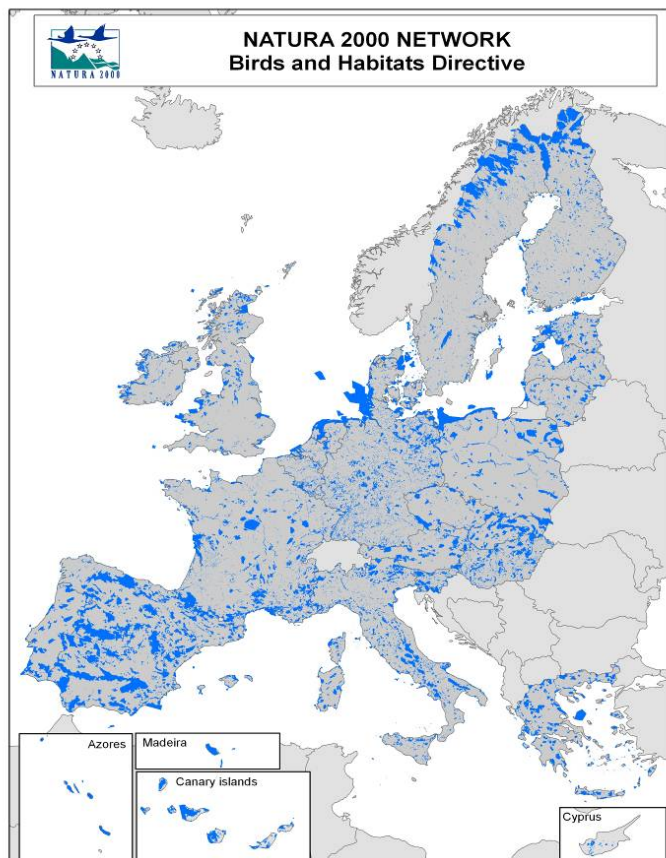 NATURA 2000 NETWORK
Birds and Habitats Directive
NATURA 2000
Azores
Madeira
Canary islands
Cyprus